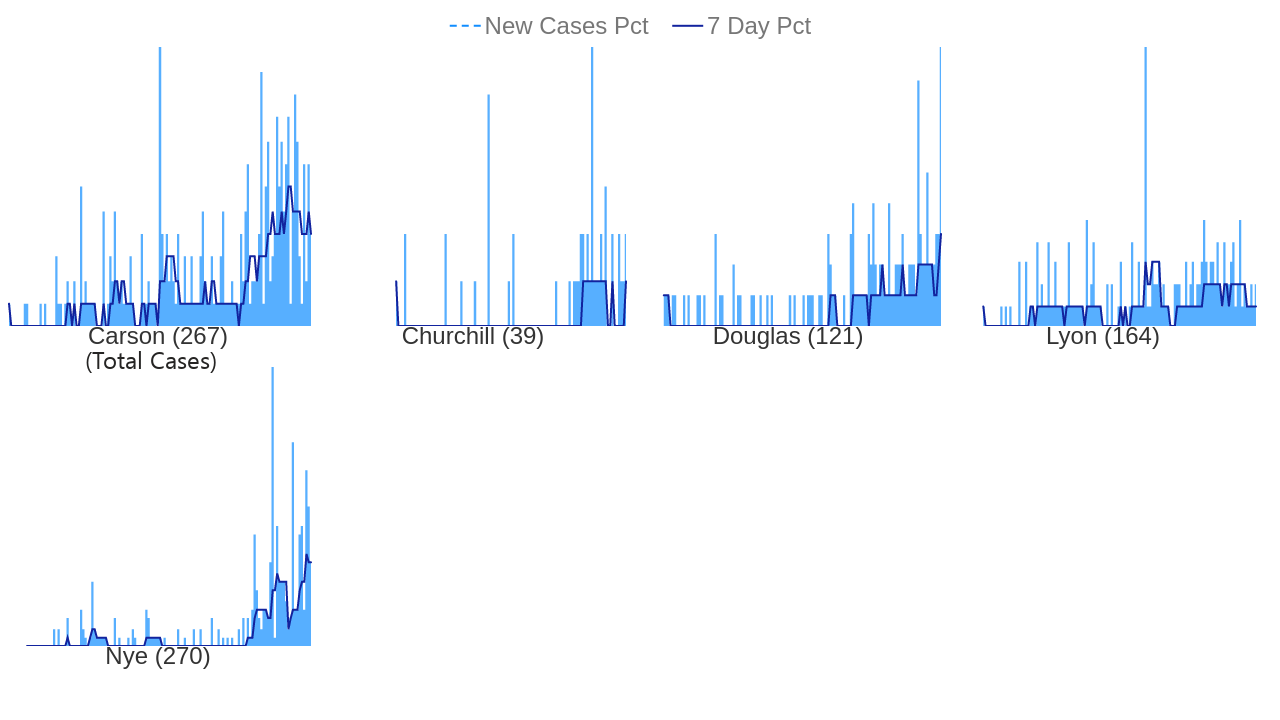 New Cases Pct 7 Day Pct
Carson (267) Churchill (39) Douglas (121) Lyon (164)
(Total Cases)
Nye (270)